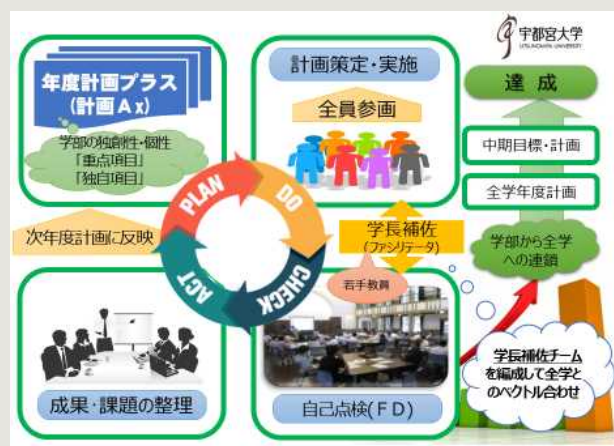 宇都宮大学
UTSUNOMIYA UNIVERSITY
年度計画プラス
(計画Ax)
学部の独創性・個性
「重点項目」
「独自項目」
計画策定・実施
全員参画
達 成
中期目標・計画
全学年度計画
学部から全学
への連鎖
PLAN
DO
CHECK
ACT
次年度計画に反映
学長補佐
(ファシリテータ)
若手教員
成果・課題の整理
自己点検(FD)
学長補佐チーム
を編成して全学と
のベクトル合わせ